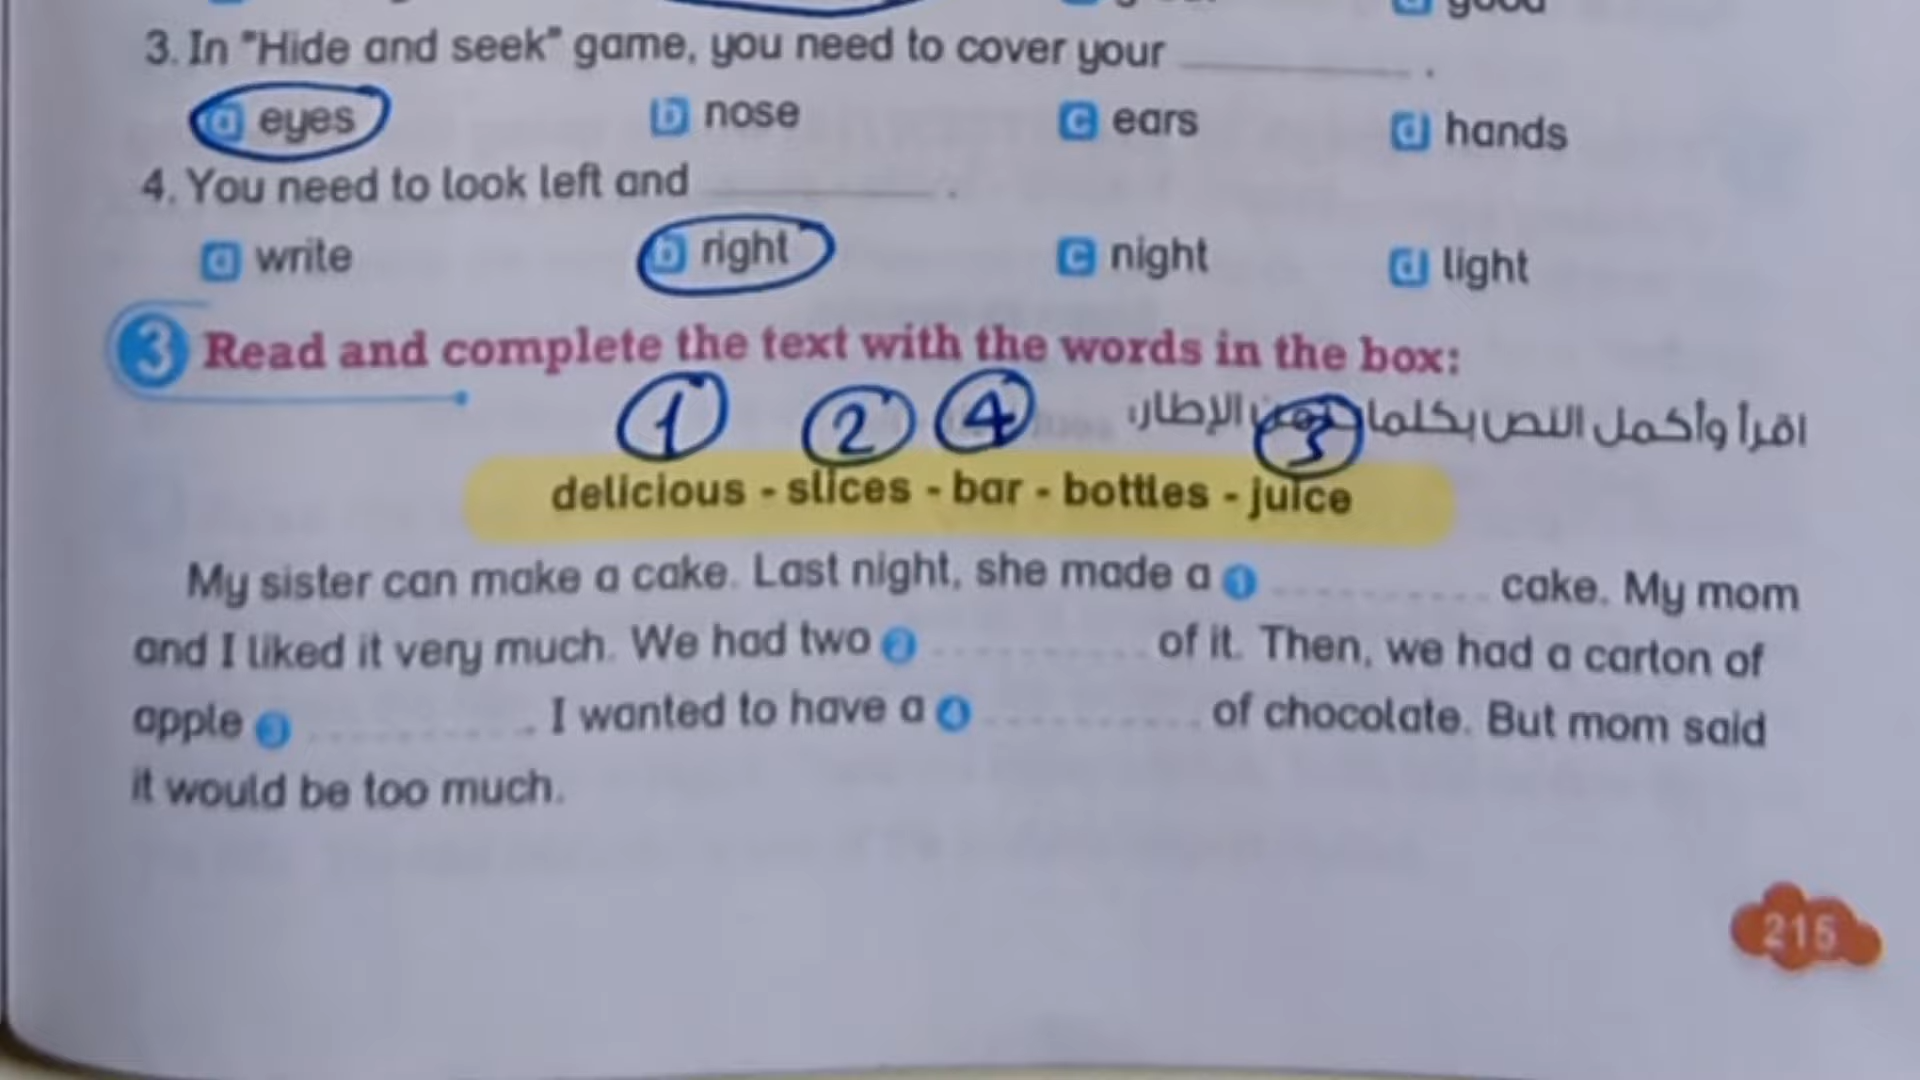 good
3. In "Hide and seek" game, you need to cover your ________ .
a eyes b nose c ears d hands
4. You need to look left and ________ .
a write b right c night d light
3 Read and complete the text with the words in the box:
اقرأ وأكمل النص بكلمات من الإطار:
1 2 4 3
delicious - slices - bar - bottles - juice
My sister can make a cake. Last night, she made a 1 ........... cake. My mom
and I liked it very much. We had two 2 ........... of it. Then, we had a carton of
apple 3 ........... . I wanted to have a 4 ........... of chocolate. But mom said
it would be too much.
215